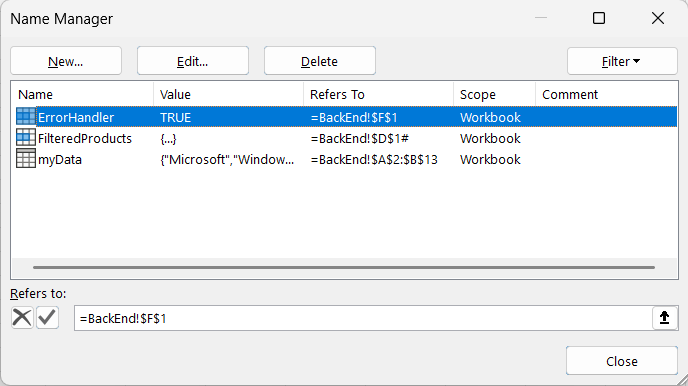 Name Manager
New... Edit... Delete Filter
Name Value Refers To Scope Comment
ErrorHandler TRUE =BackEnd!$F$1 Workbook
FilteredProducts {...} =BackEnd!$D$1# Workbook
myData {"Microsoft","Window... =BackEnd!$A$2:$B$13 Workbook
Refers to:
=BackEnd!$F$1
Close